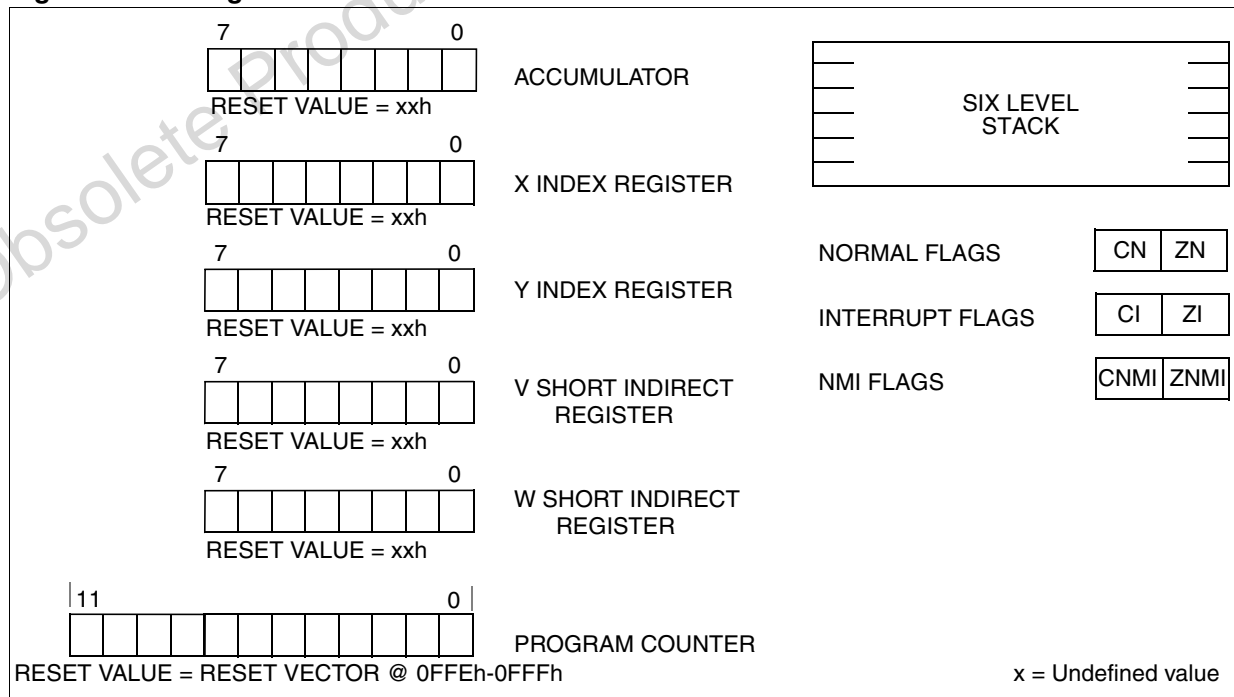 7 0
ACCUMULATOR
RESET VALUE = xxh
7 0
X INDEX REGISTER
RESET VALUE = xxh
7 0
Y INDEX REGISTER
RESET VALUE = xxh
7 0
V SHORT INDIRECT
REGISTER
RESET VALUE = xxh
7 0
W SHORT INDIRECT
REGISTER
RESET VALUE = xxh
11 0
PROGRAM COUNTER
RESET VALUE = RESET VECTOR @ 0FFEh-0FFFh
SIX LEVEL
STACK
NORMAL FLAGS CN ZN
INTERRUPT FLAGS CI ZI
NMI FLAGS CNMI ZNMI
x = Undefined value
Obsolete